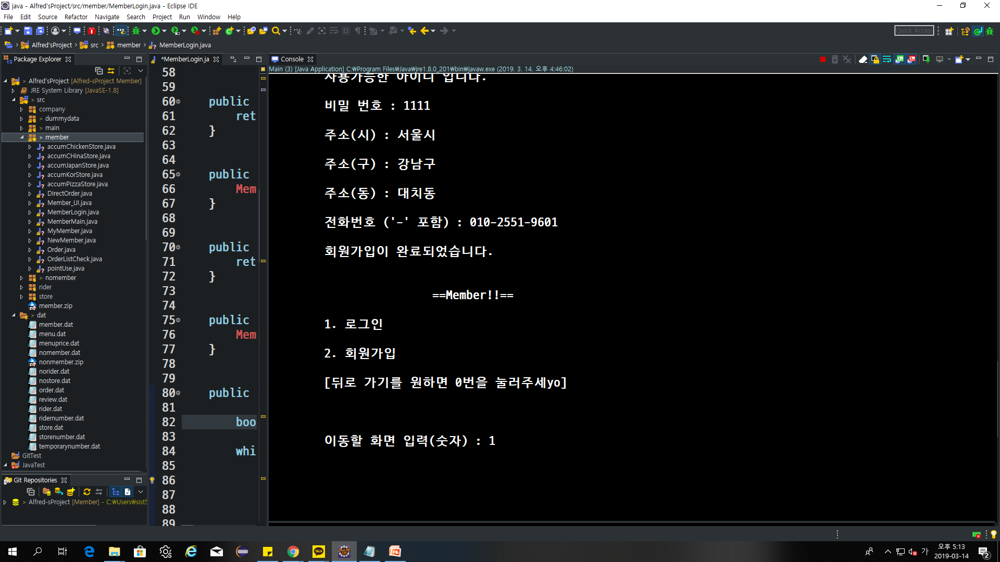 java - Alfred'sProject/src/member/MemberLogin.java - Eclipse IDE
File Edit Source Refactor Navigate Search Project Run Window Help
Quick Access
Alfred'sProject > src > member > MemberLogin.java
Package Explorer
> Alfred'sProject [Alfred-sProject Member]
JRE System Library [JavaSE-1.8]
> src
company
> dummydata
> main
> member
accumChickenStore.java
accumCHinaStore.java
accumJapanStore.java
accumKorStore.java
accumPizzaStore.java
DirectOrder.java
Member_UI.java
MemberLogin.java
MemberMain.java
MyMember.java
NewMember.java
Order.java
OrderListCheck.java
pointUse.java
> nomember
rider
store
member.zip
> dat
member.dat
menu.dat
menuprice.dat
nomember.dat
nonmember.zip
norider.dat
nostore.dat
order.dat
review.dat
rider.dat
ridernumber.dat
store.dat
storenumber.dat
temporarynumber.dat
GitTest
JavaTest
Git Repositories
> Alfred-sProject [Member] - C:₩Users₩sist5
*MemberLogin.ja
»4
58
59
60 public
61 ret
62 }
63
64
65 public
66 Mem
67 }
68
69
70 public
71 ret
72 }
73
74
75 public
76 Mem
77 }
78
79
80 public
81
82 boo
83
84 whi
85
86
87
88
89
Console
Main (3) [Java Application] C:₩Program Files₩Java₩jre1.8.0_201₩bin₩javaw.exe (2019. 3. 14. 오후 4:46:02)
사용가능한 아이디 입니다.
비밀 번호 : 1111
주소(시) : 서울시
주소(구) : 강남구
주소(동) : 대치동
전화번호 ('-' 포함) : 010-2551-9601
회원가입이 완료되었습니다.
==Member!!==
1. 로그인
2. 회원가입
[뒤로 가기를 원하면 0번을 눌러주세yo]
이동할 화면 입력(숫자) : 1
TALK
가
오후 5:13
2019-03-14
2